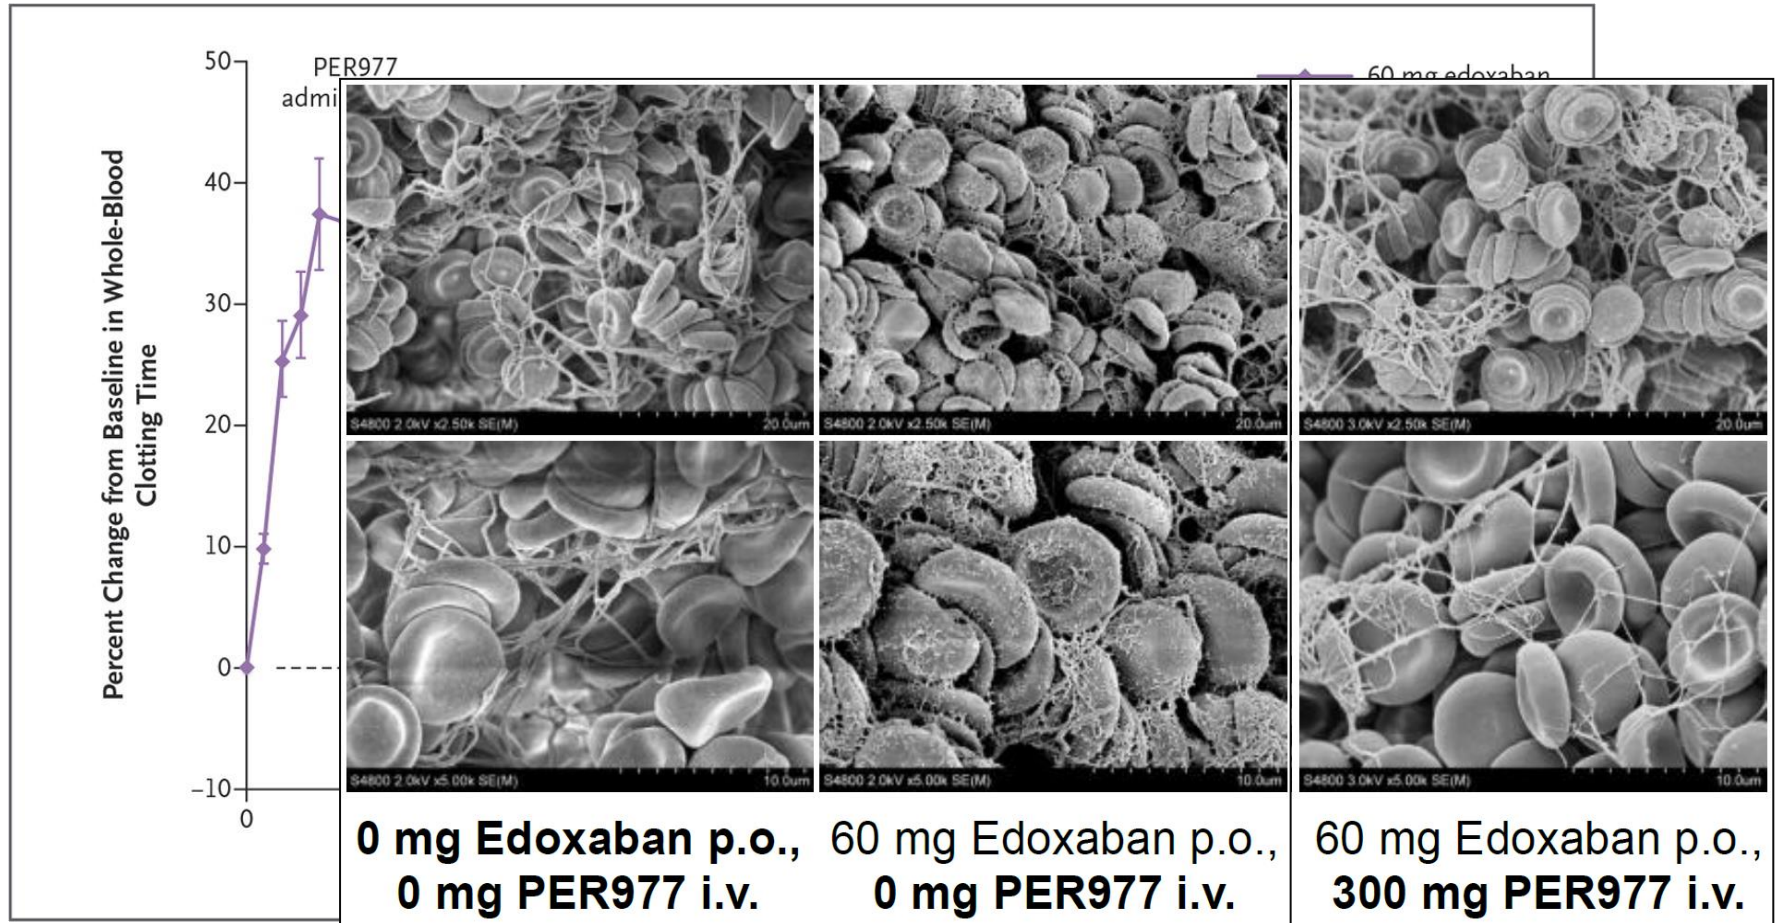 50
PER977
admi
60 mg edoxaban
40
30
20
10
0
–10
0
Percent Change from Baseline in Whole-Blood
Clotting Time
S4800 2.0kV x2.50k SE(M) 20.0um
S4800 2.0kV x2.50k SE(M) 20.0um
S4800 3.0kV x2.50k SE(M) 20.0um
S4800 2.0kV x5.00k SE(M) 10.0um
S4800 2.0kV x5.00k SE(M) 10.0um
S4800 3.0kV x5.00k SE(M) 10.0um
0 mg Edoxaban p.o.,
0 mg PER977 i.v.
60 mg Edoxaban p.o.,
0 mg PER977 i.v.
60 mg Edoxaban p.o.,
300 mg PER977 i.v.